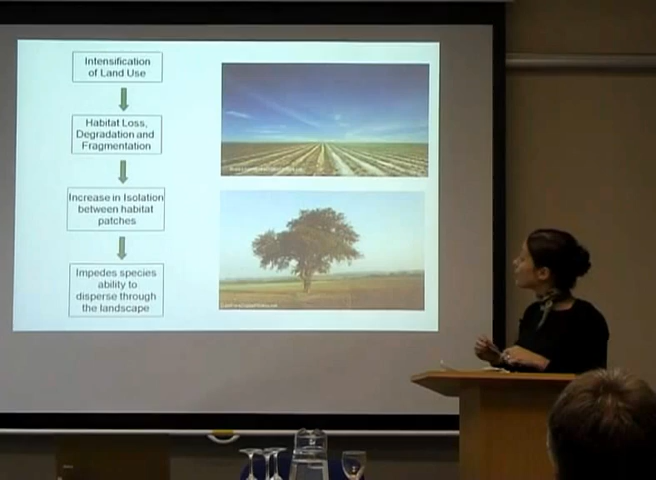 Intensification
of Land Use
Habitat Loss,
Degradation and
Fragmentation
Increase in Isolation
between habitat
patches
Impedes species
ability to
disperse through
the landscape